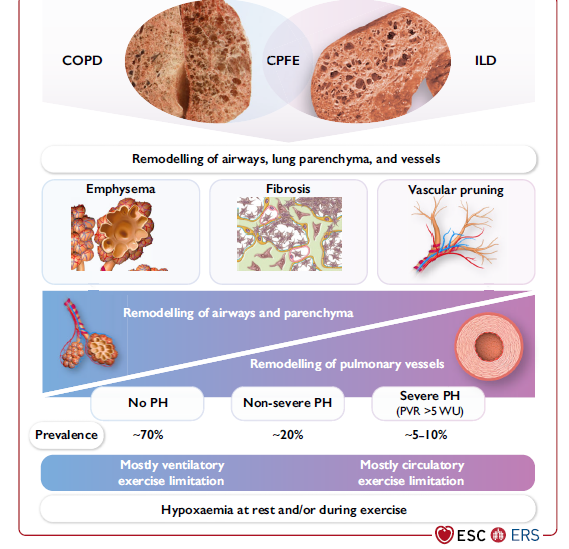 COPD
CPFE
ILD
Remodelling of airways, lung parenchyma, and vessels
Emphysema
Fibrosis
Vascular pruning
Remodelling of airways and parenchyma
Remodelling of pulmonary vessels
No PH
Non-severe PH
Severe PH
(PVR >5 WU)
Prevalence
~70%
~20%
~5–10%
Mostly ventilatory
exercise limitation
Mostly circulatory
exercise limitation
Hypoxaemia at rest and/or during exercise
ESC
ERS